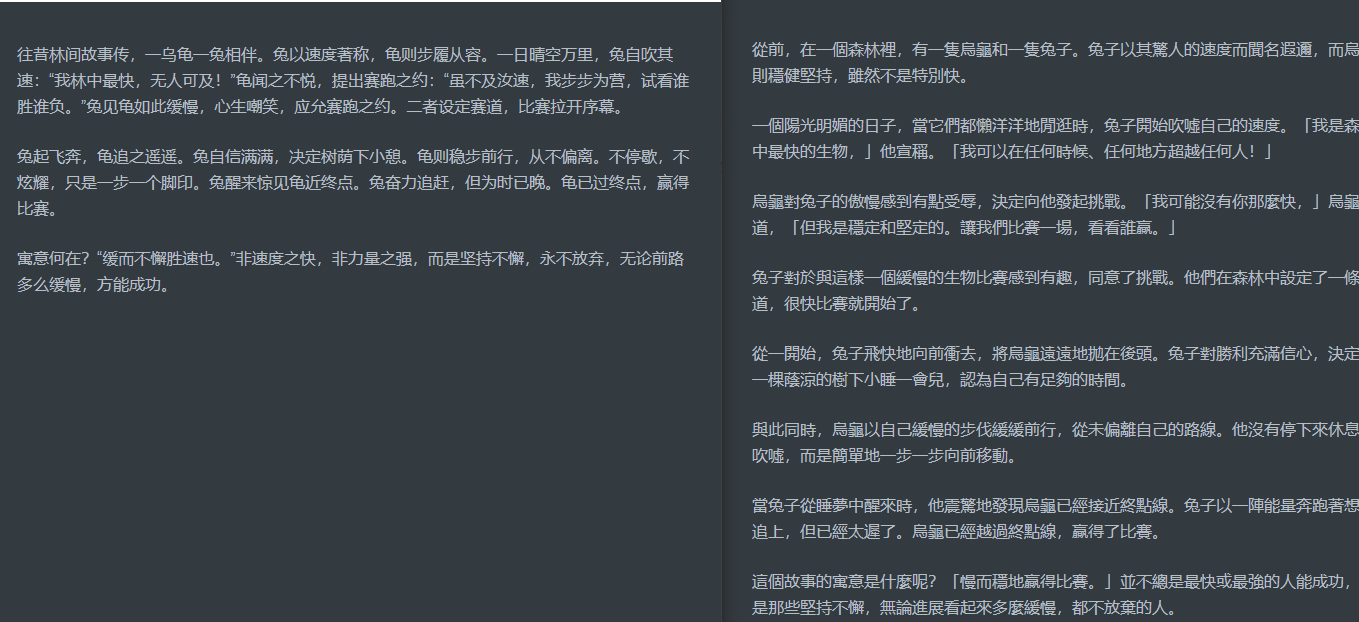 往昔林间故事传，一乌龟一兔相伴。兔以速度著称，龟则步履从容。一日晴空万里，兔自吹其
速：“我林中最快，无人可及！”龟闻之不悦，提出赛跑之约：“虽不及汝速，我步步为营，试看谁
胜谁负。”兔见龟如此缓慢，心生嘲笑，应允赛跑之约。二者设定赛道，比赛拉开序幕。
兔起飞奔，龟追之遥遥。兔自信满满，决定树荫下小憩。龟则稳步前行，从不偏离。不停歇，不
炫耀，只是一步一个脚印。兔醒来惊见龟近终点。兔奋力追赶，但为时已晚。龟已过终点，赢得
比赛。
寓意何在？“缓而不懈胜速也。”非速度之快，非力量之强，而是坚持不懈，永不放弃，无论前路
多么缓慢，方能成功。
從前，在一個森林裡，有一隻烏龜和一隻兔子。兔子以其驚人的速度而聞名遐邇，而烏
則穩健堅持，雖然不是特別快。
一個陽光明媚的日子，當它們都懶洋洋地閒逛時，兔子開始吹噓自己的速度。「我是森
中最快的生物，」他宣稱。「我可以在任何時候、任何地方超越任何人！」
烏龜對兔子的傲慢感到有點受辱，決定向他發起挑戰。「我可能沒有你那麼快，」烏龜
道，「但我是穩定和堅定的。讓我們比賽一場，看看誰贏。」
兔子對於與這樣一個緩慢的生物比賽感到有趣，同意了挑戰。他們在森林中設定了一條
道，很快比賽就開始了。
從一開始，兔子飛快地向前衝去，將烏龜遠遠地拋在後頭。兔子對勝利充滿信心，決定
一棵蔭涼的樹下小睡一會兒，認為自己有足夠的時間。
與此同時，烏龜以自己緩慢的步伐緩緩前行，從未偏離自己的路線。他沒有停下來休息
吹噓，而是簡單地一步一步向前移動。
當兔子從睡夢中醒來時，他震驚地發現烏龜已經接近終點線。兔子以一陣能量奔跑著想
追上，但已經太遲了。烏龜已經越過終點線，贏得了比賽。
這個故事的寓意是什麼呢？「慢而穩地贏得比賽。」並不總是最快或最強的人能成功，
是那些堅持不懈，無論進展看起來多麼緩慢，都不放棄的人。